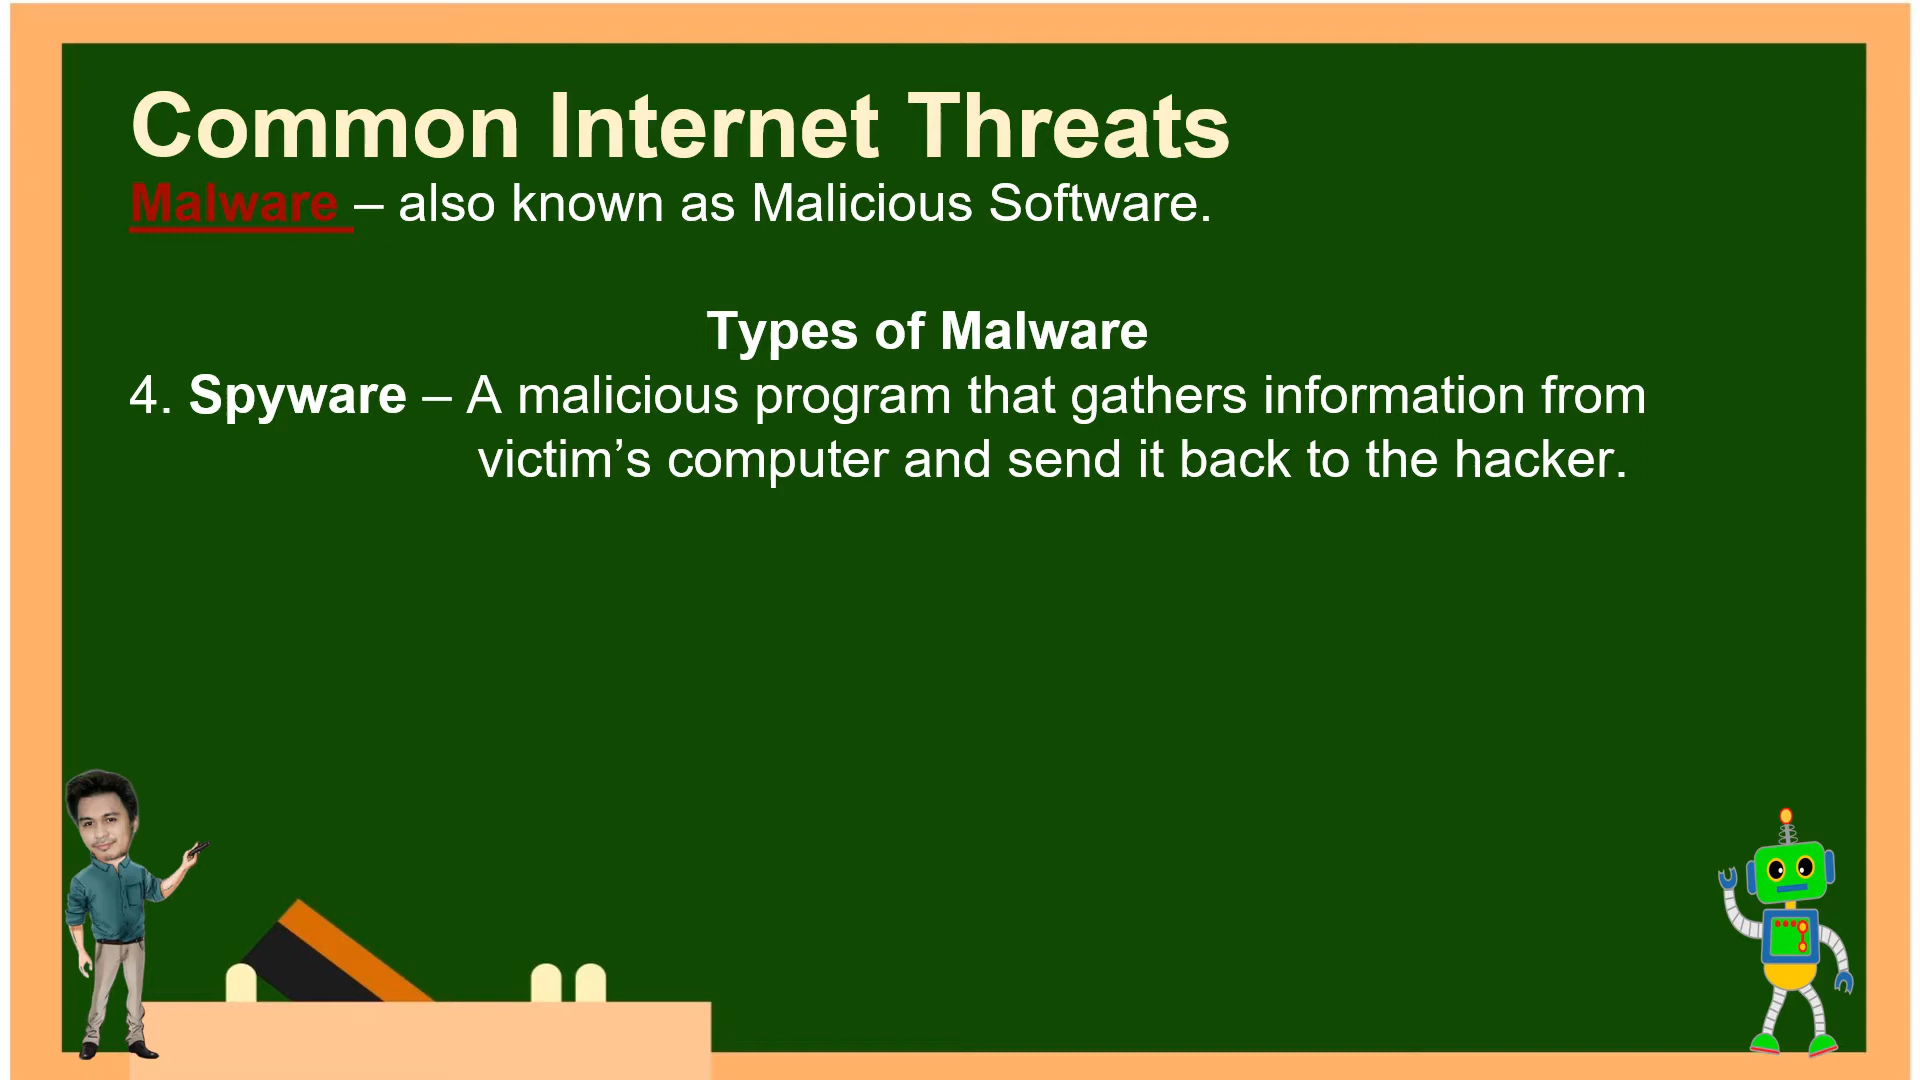 Common Internet Threats
Malware – also known as Malicious Software.
Types of Malware
4. Spyware – A malicious program that gathers information from
victim’s computer and send it back to the hacker.